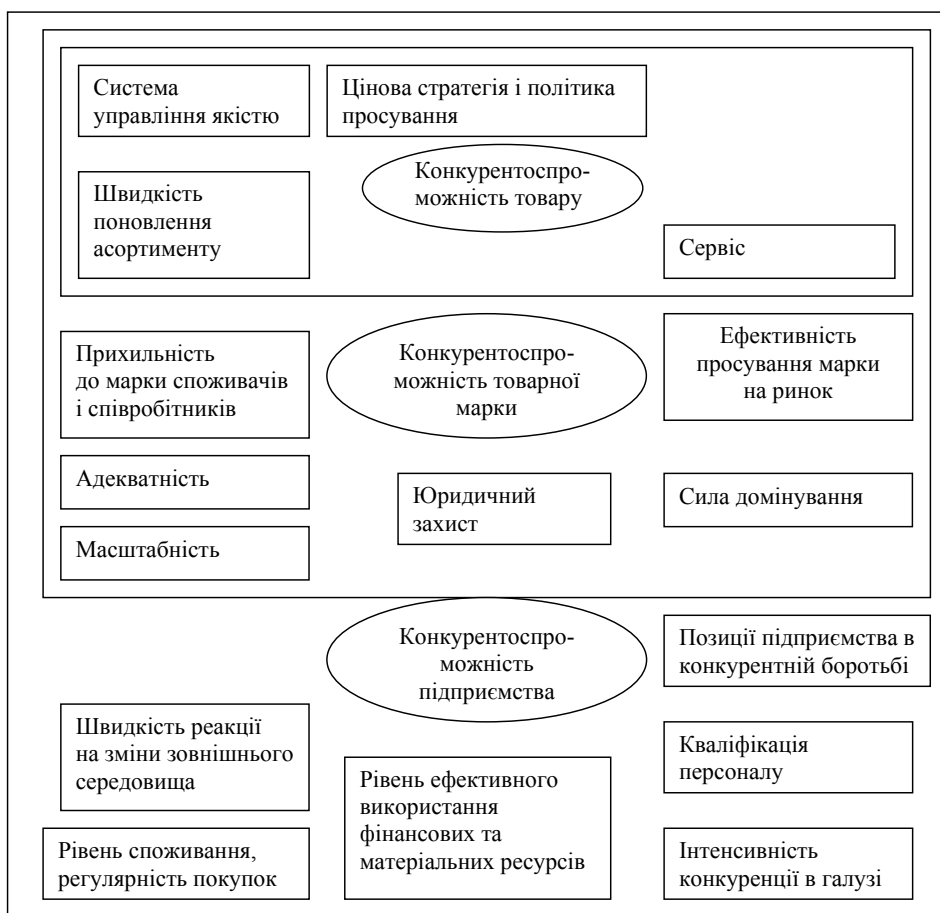 Система
управління якістю
Цінова стратегія і політика
просування
Конкурентоспро-
можність товару
Швидкість
поновлення
асортименту
Сервіс
Прихильність
до марки споживачів
і співробітників
Конкурентоспро-
можність товарної
марки
Ефективність
просування марки
на ринок
Адекватність
Юридичний
захист
Сила домінування
Масштабність
Конкурентоспро-
можність
підприємства
Позиції підприємства в
конкурентній боротьбі
Швидкість реакції
на зміни зовнішнього
середовища
Рівень ефективного
використання
фінансових та
матеріальних ресурсів
Кваліфікація
персоналу
Рівень споживання,
регулярність покупок
Інтенсивність
конкуренції в галузі